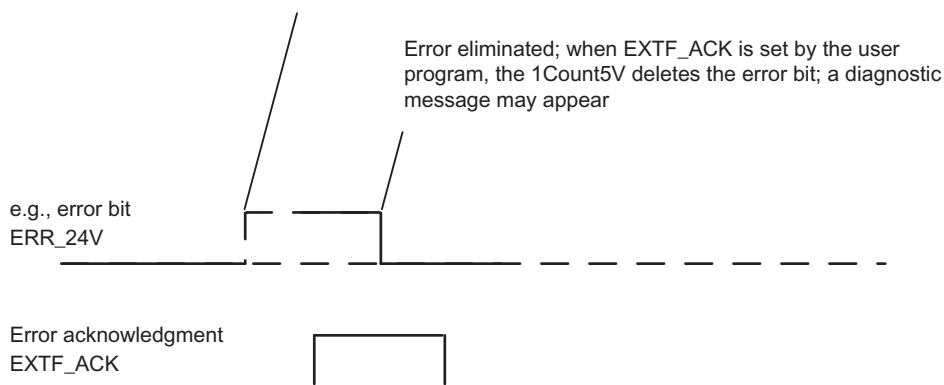 Error eliminated; when EXTF_ACK is set by the user
program, the 1Count5V deletes the error bit; a diagnostic
message may appear
e.g., error bit
ERR_24V
Error acknowledgment
EXTF_ACK